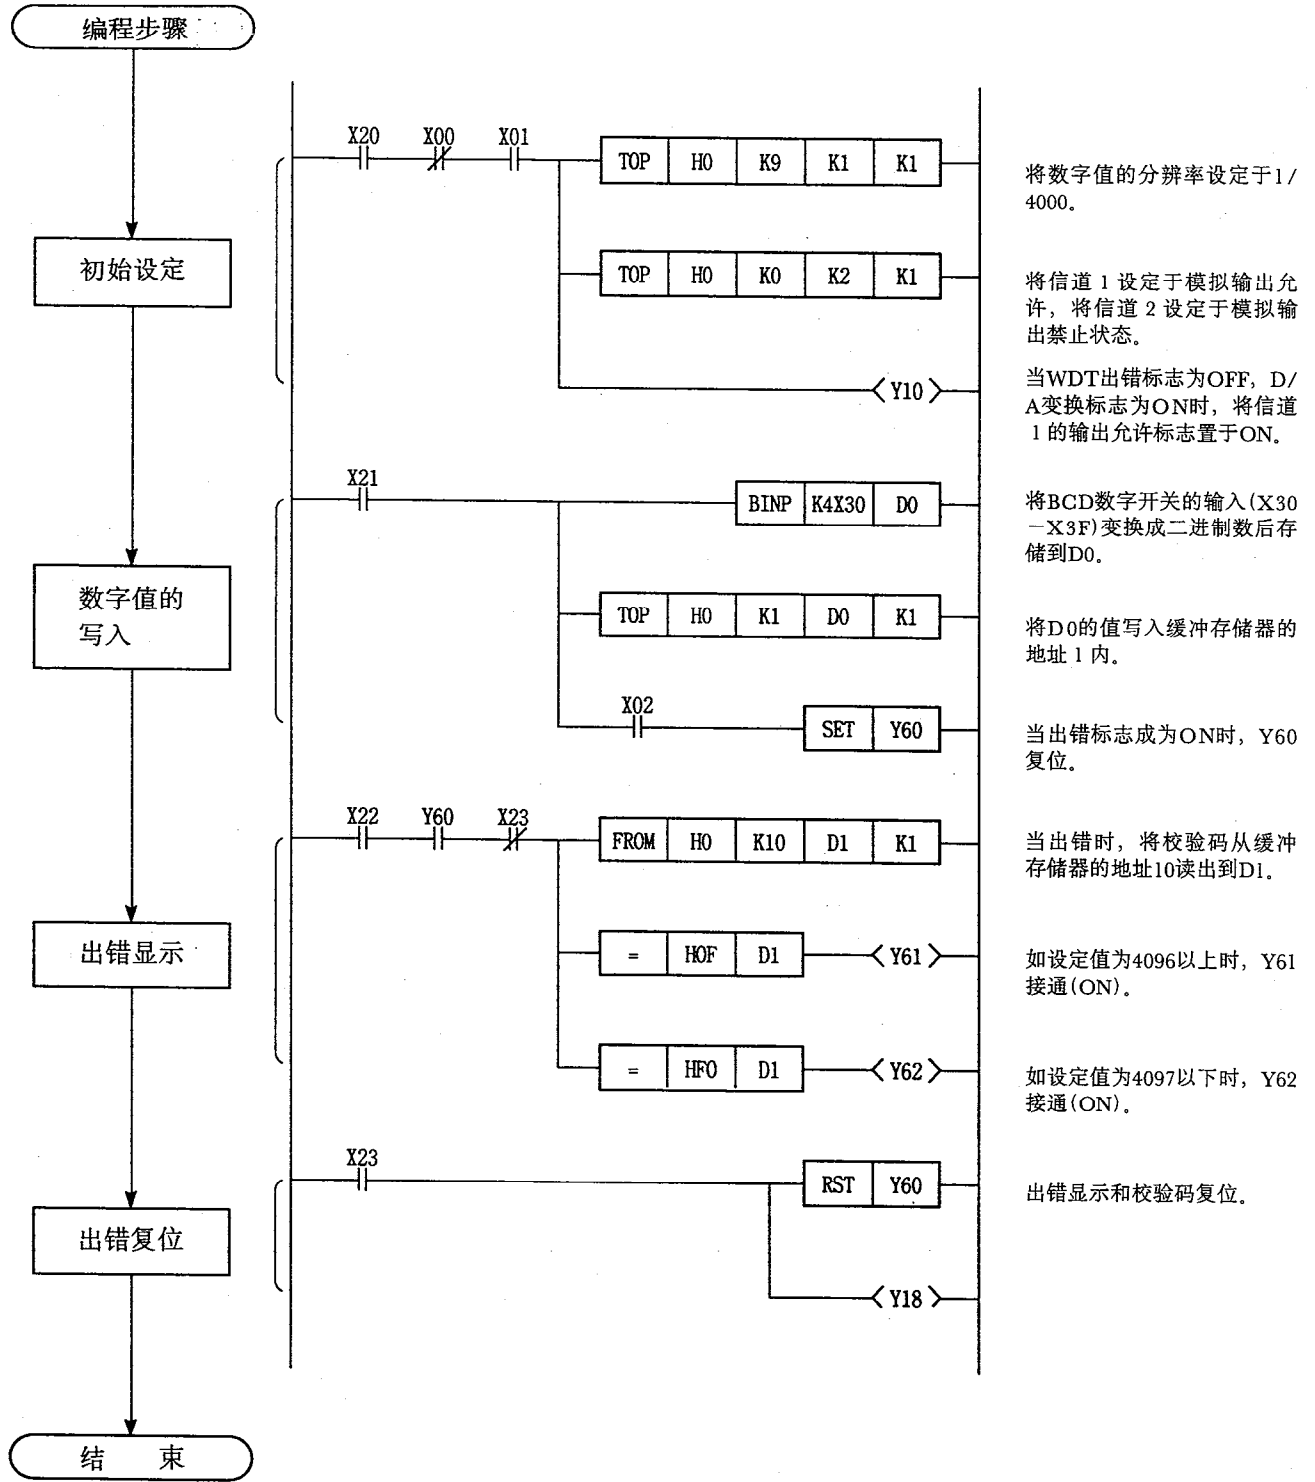 编程步骤
X20 X00 X01
TOP H0 K9 K1 K1
将数字值的分辨率设定于1/
4000。
初始设定
TOP H0 K0 K2 K1
将信道1设定于模拟输出允
许，将信道2设定于模拟输
出禁止状态。
Y10
当WDT出错标志为OFF，D/
A变换标志为ON时，将信道
1的输出允许标志置于ON。
X21
BINP K4X30 D0
将BCD数字开关的输入(X30
－X3F)变换成二进制数后存
储到D0。
数字值的
写入
TOP H0 K1 D0 K1
将D0的值写入缓冲存储器的
地址1内。
X02
SET Y60
当出错标志成为ON时，Y60
复位。
X22 Y60 X23
FROM H0 K10 D1 K1
当出错时，将校验码从缓冲
存储器的地址10读出到D1。
出错显示
= H0F D1 Y61
如设定值为4096以上时，Y61
接通(ON)。
= HF0 D1 Y62
如设定值为4097以下时，Y62
接通(ON)。
X23
RST Y60
出错显示和校验码复位。
出错复位
Y18
结 束